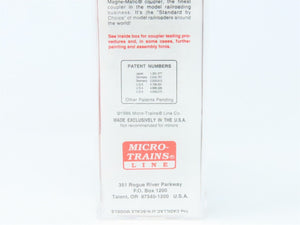 Magne-Matic® coupler, the finest
coupler in the model railroading
business. It's the "Standard by
Choice" of model railroaders around
the world!
See inside box for coupler testing pro-
cedures and, in some cases, further
painting and assembly hints.
PATENT NUMBERS
Other Patents Pending
©1986 Micro-Trains® Line Co.
MADE EXCLUSIVELY IN THE U.S.A.
Not recommended for minors
MICRO-
TRAINS®
LINE
351 Rogue River Parkway
P.O. Box 1200
Talent, OR 97540-1200 U.S.A.